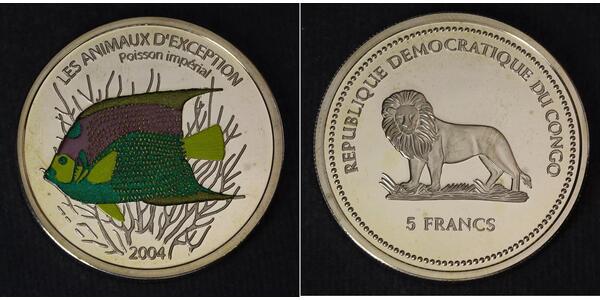 LES ANIMAUX D'EXCEPTION
Poisson impérial
2004
REPUBLIQUE DEMOCRATIQUE DU CONGO
5 FRANCS